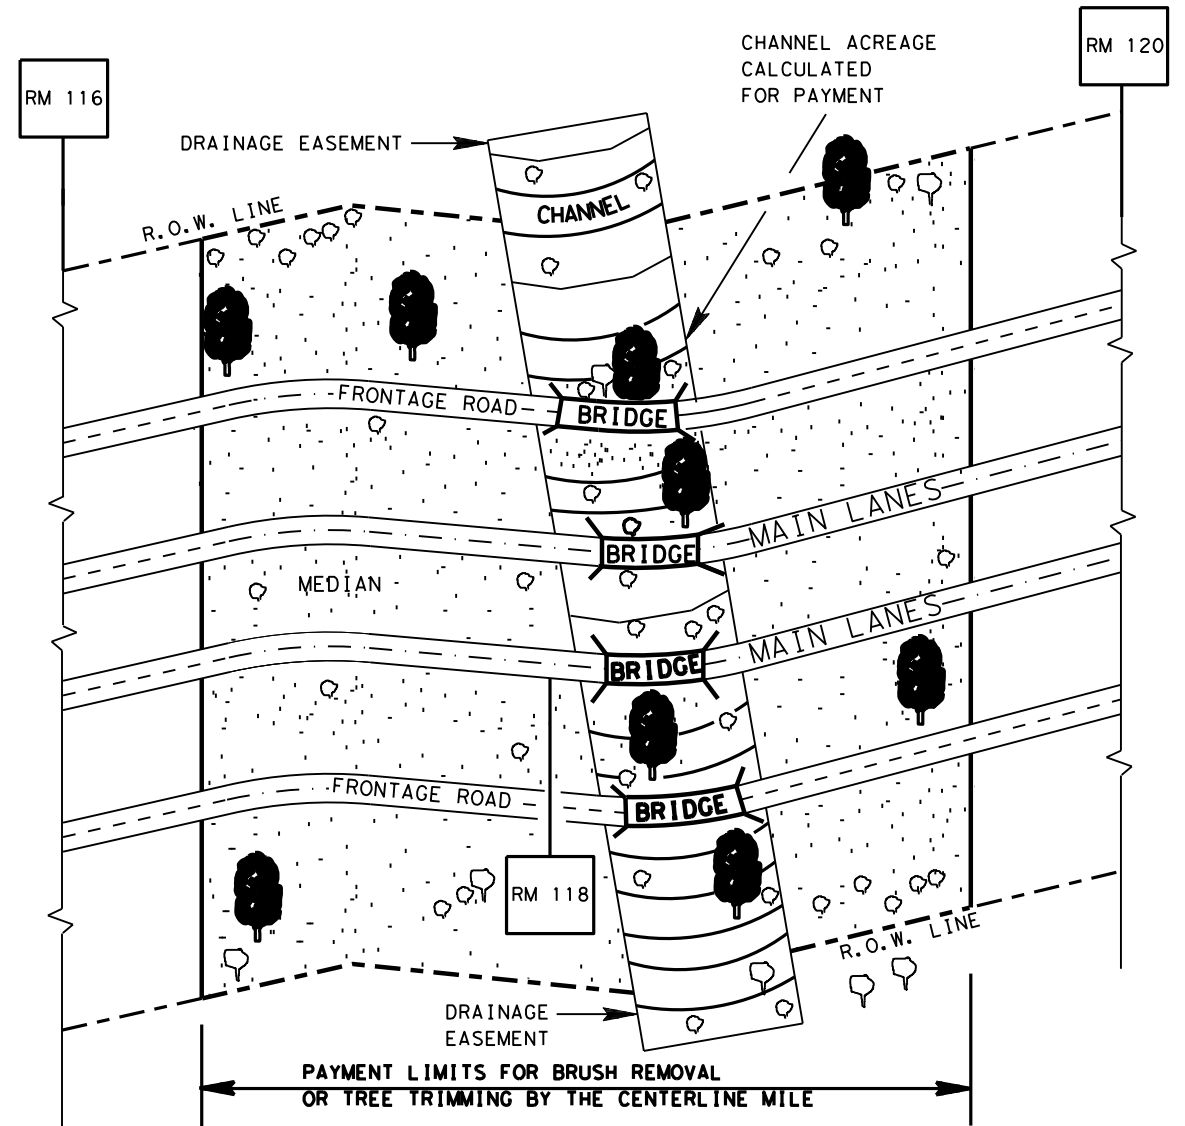 RM 120
CHANNEL ACREAGE
CALCULATED
FOR PAYMENT
RM 116
DRAINAGE EASEMENT
R.O.W. LINE
CHANNEL
FRONTAGE ROAD
BRIDGE
MAIN LANES
BRIDGE
MEDIAN
MAIN LANES
BRIDGE
FRONTAGE ROAD
BRIDGE
RM 118
R.O.W. LINE
DRAINAGE
EASEMENT
PAYMENT LIMITS FOR BRUSH REMOVAL
OR TREE TRIMMING BY THE CENTERLINE MILE